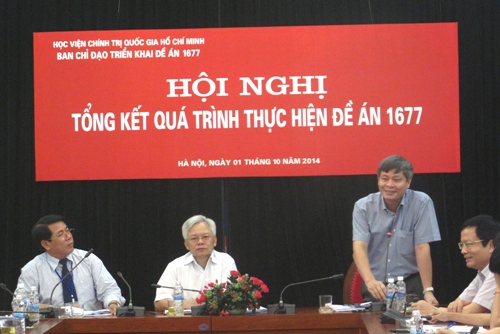 HỌC VIỆN CHÍNH TRỊ QUỐC GIA HỒ CHÍ MINH
BAN CHỈ ĐẠO TRIỂN KHAI ĐỀ ÁN 1677
HỘI NGHỊ
TỔNG KẾT QUÁ TRÌNH THỰC HIỆN ĐỀ ÁN 1677
HÀ NỘI, NGÀY 01 THÁNG 10 NĂM 2014